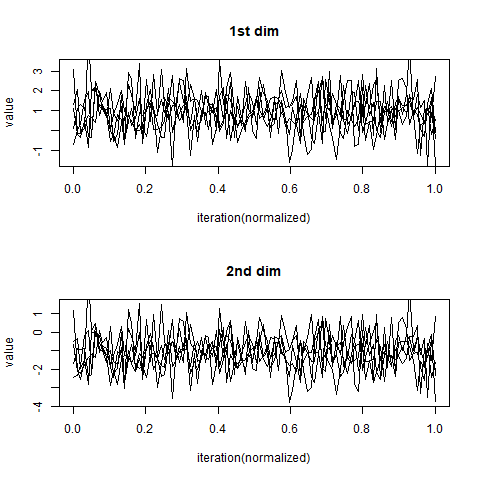 1st dim
value
3
2
1
-1
0.0 0.2 0.4 0.6 0.8 1.0
iteration(normalized)
2nd dim
value
1
0
-2
-4
0.0 0.2 0.4 0.6 0.8 1.0
iteration(normalized)